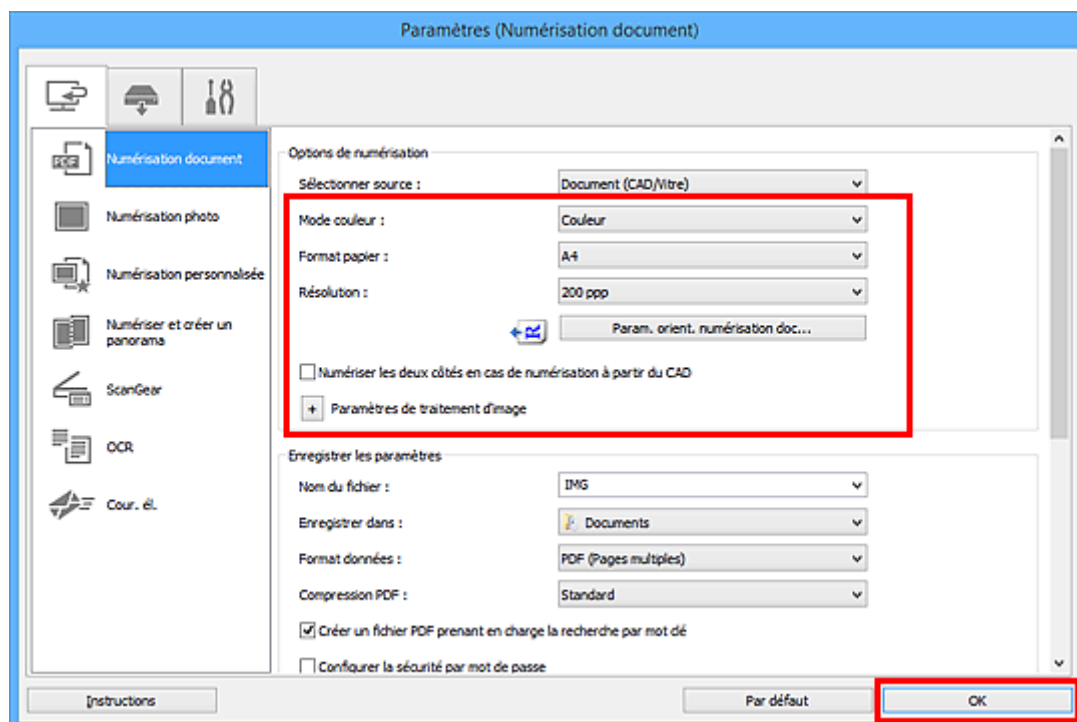 Paramètres (Numérisation document)
PDF
Numérisation document
Numérisation photo
Numérisation personnalisée
Numériser et créer un
panorama
ScanGear
OCR
Cour. él.
Options de numérisation
Sélectionner source : Document (CAD/Vitre)
Mode couleur : Couleur
Format papier : A4
Résolution : 200 ppp
R
Param. orient. numérisation doc...
Numériser les deux côtés en cas de numérisation à partir du CAD
+ Paramètres de traitement d'image
Enregistrer les paramètres
Nom du fichier : IMG
Enregistrer dans : Documents
Format données : PDF (Pages multiples)
Compression PDF : Standard
Créer un fichier PDF prenant en charge la recherche par mot clé
Configurer la sécurité par mot de passe
Instructions Par défaut OK